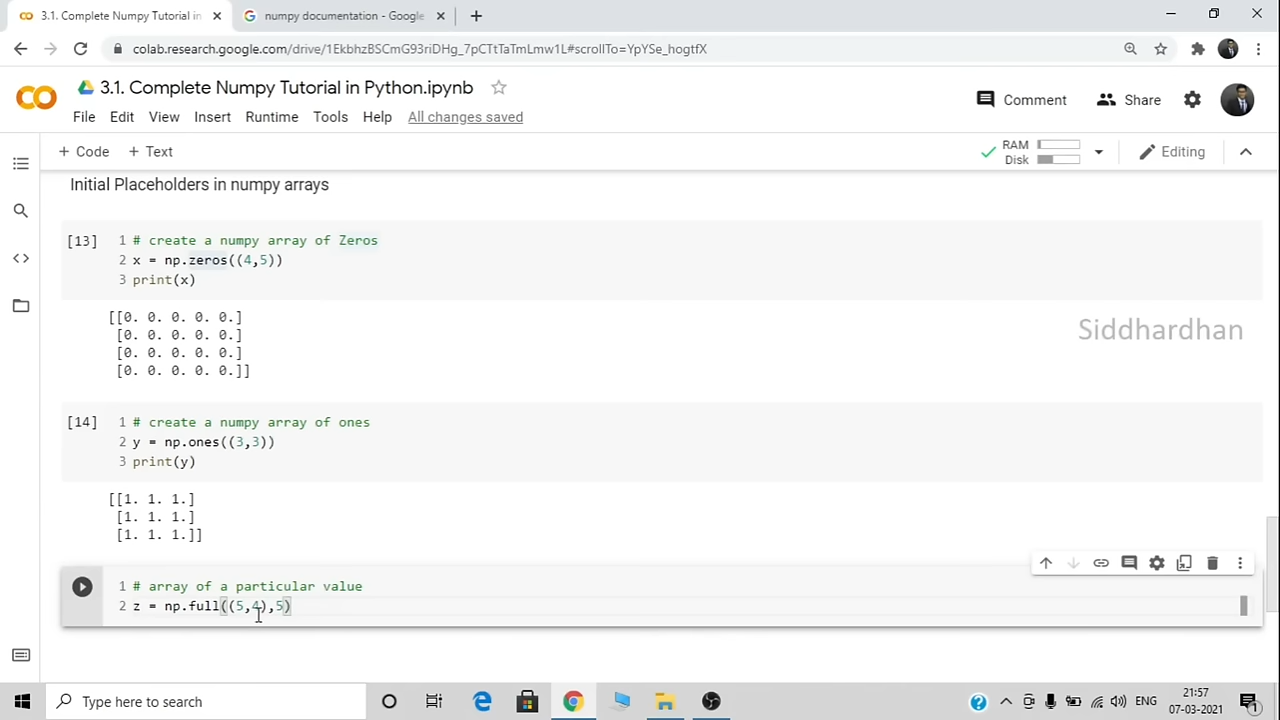 3.1. Complete Numpy Tutorial in
numpy documentation - Google
colab.research.google.com/drive/1EkbhzBSCmG93riDHg_7pCTtTaTmLmw1L#scrollTo=YpYSe_hogtfX
3.1. Complete Numpy Tutorial in Python.ipynb
Comment
Share
File Edit View Insert Runtime Tools Help All changes saved
+ Code + Text
RAM
Disk
Editing
Initial Placeholders in numpy arrays
[13] 1 # create a numpy array of Zeros
2 x = np.zeros((4,5))
3 print(x)
[[0. 0. 0. 0. 0.]
[0. 0. 0. 0. 0.]
[0. 0. 0. 0. 0.]
[0. 0. 0. 0. 0.]]
Siddhardhan
[14] 1 # create a numpy array of ones
2 y = np.ones((3,3))
3 print(y)
[[1. 1. 1.]
[1. 1. 1.]
[1. 1. 1.]]
1 # array of a particular value
2 z = np.full((5,4),5)
Type here to search
ENG
21:57
07-03-2021
1